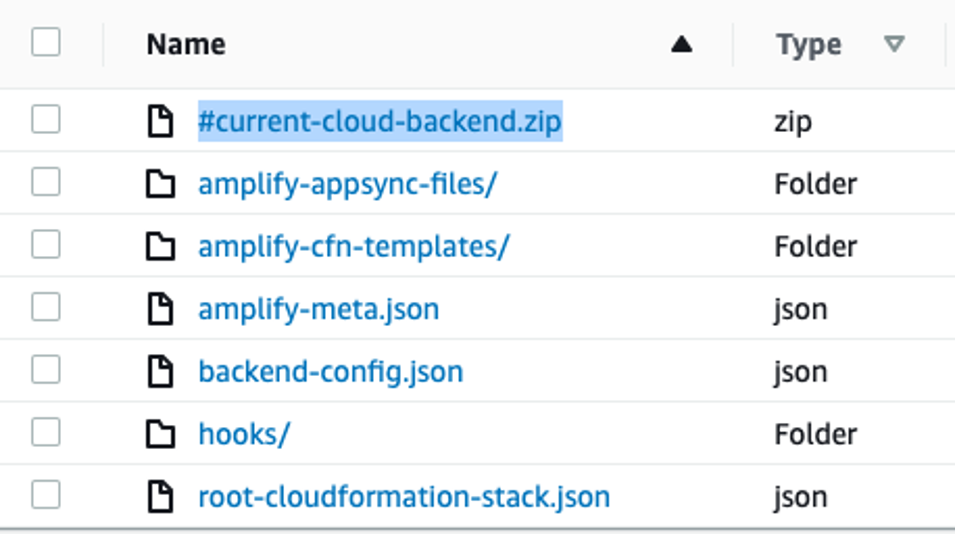 Name Type
#current-cloud-backend.zip zip
amplify-appsync-files/ Folder
amplify-cfn-templates/ Folder
amplify-meta.json json
backend-config.json json
hooks/ Folder
root-cloudformation-stack.json json